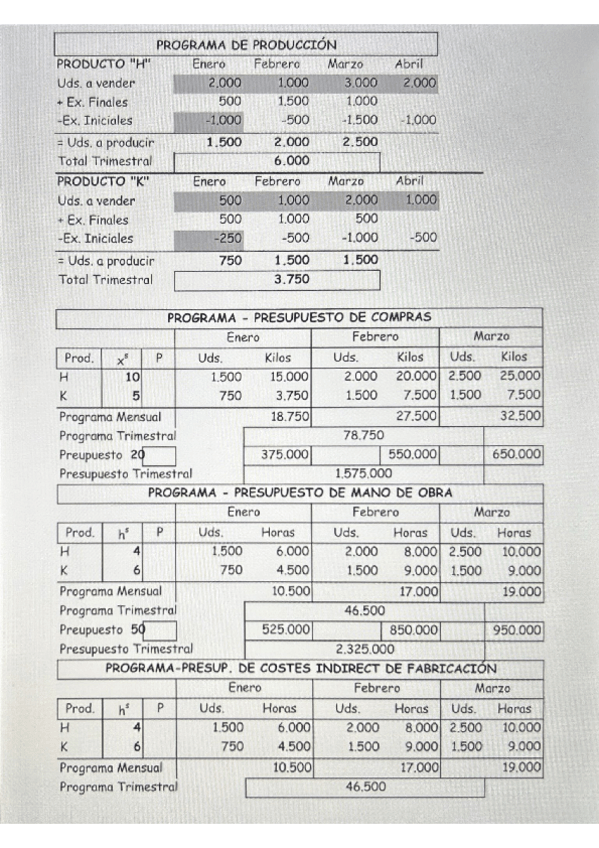 PROGRAMA DE PRODUCCIÓN
PRODUCTO "H" Enero Febrero Marzo Abril
Uds. a vender 2.000 1.000 3.000 2.000
+ Ex. Finales 500 1.500 1.000
-Ex. Iniciales -1.000 -500 -1.500 -1.000
= Uds. a producir 1.500 2.000 2.500
Total Trimestral 6.000
PRODUCTO "K" Enero Febrero Marzo Abril
Uds. a vender 500 1.000 2.000 1.000
+ Ex. Finales 500 1.000 500
-Ex. Iniciales -250 -500 -1.000 -500
= Uds. a producir 750 1.500 1.500
Total Trimestral 3.750
PROGRAMA - PRESUPUESTO DE COMPRAS
Enero Febrero Marzo
Prod. xˢ P Uds. Kilos Uds. Kilos Uds. Kilos
H 10 1.500 15.000 2.000 20.000 2.500 25.000
K 5 750 3.750 1.500 7.500 1.500 7.500
Programa Mensual 18.750 27.500 32.500
Programa Trimestral 78.750
Preupuesto 20 375.000 550.000 650.000
Presupuesto Trimestral 1.575.000
PROGRAMA - PRESUPUESTO DE MANO DE OBRA
Enero Febrero Marzo
Prod. hˢ P Uds. Horas Uds. Horas Uds. Horas
H 4 1.500 6.000 2.000 8.000 2.500 10.000
K 6 750 4.500 1.500 9.000 1.500 9.000
Programa Mensual 10.500 17.000 19.000
Programa Trimestral 46.500
Preupuesto 50 525.000 850.000 950.000
Presupuesto Trimestral 2.325.000
PROGRAMA-PRESUP. DE COSTES INDIRECT DE FABRICACIÓN
Enero Febrero Marzo
Prod. hˢ P Uds. Horas Uds. Horas Uds. Horas
H 4 1.500 6.000 2.000 8.000 2.500 10.000
K 6 750 4.500 1.500 9.000 1.500 9.000
Programa Mensual 10.500 17.000 19.000
Programa Trimestral 46.500